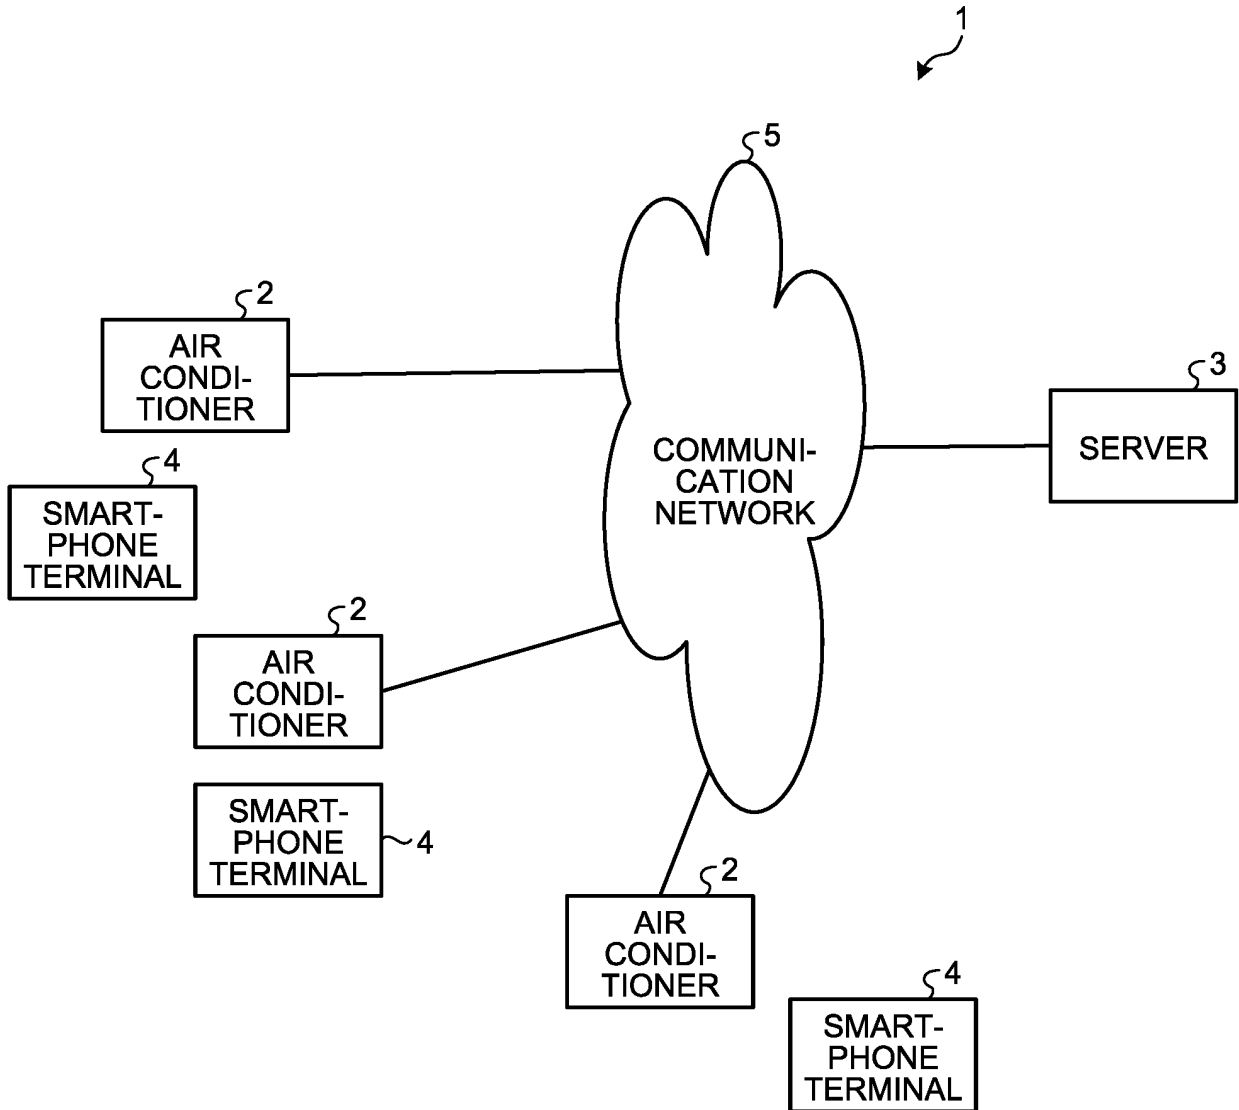 1
5
2
AIR
CONDI-
TIONER
3
SERVER
COMMUNI-
CATION
NETWORK
4
SMART-
PHONE
TERMINAL
2
AIR
CONDI-
TIONER
SMART-
PHONE
TERMINAL
4
2
AIR
CONDI-
TIONER
4
SMART-
PHONE
TERMINAL